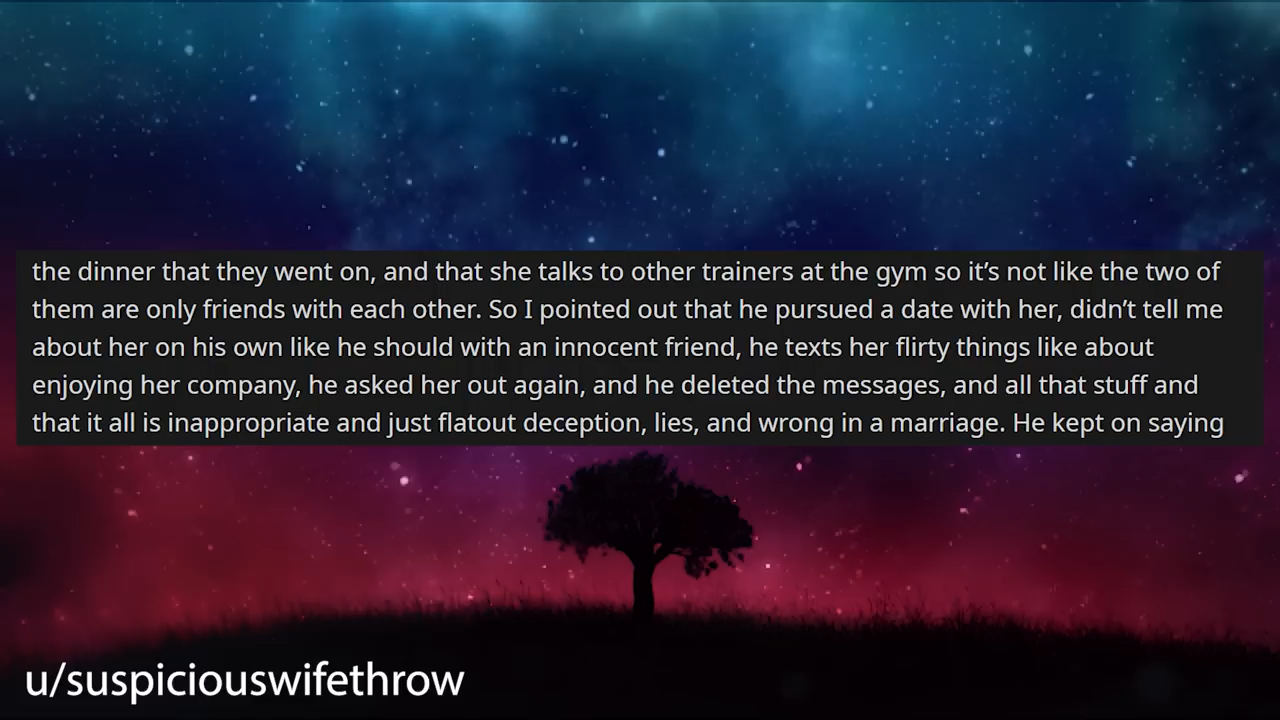 the dinner that they went on, and that she talks to other trainers at the gym so it’s not like the two of
them are only friends with each other. So I pointed out that he pursued a date with her, didn’t tell me
about her on his own like he should with an innocent friend, he texts her flirty things like about
enjoying her company, he asked her out again, and he deleted the messages, and all that stuff and
that it all is inappropriate and just flatout deception, lies, and wrong in a marriage. He kept on saying
u/suspiciouswifethrow